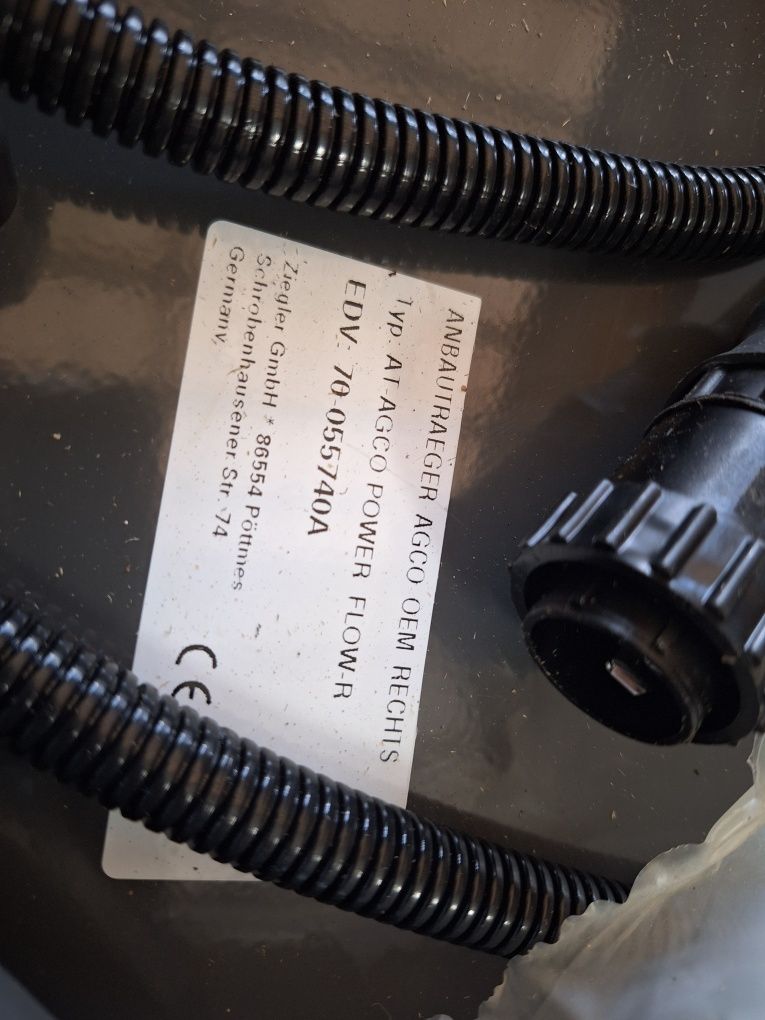 ANBAUTRAEGER AGCO OEM RECHTS
Typ. AT-AGCO POWER FLOW-R
EDV: 70-055740A
Ziegler GmbH * 86554 Pöttmes
Schrobenhausener Str. 74
Germany
CE